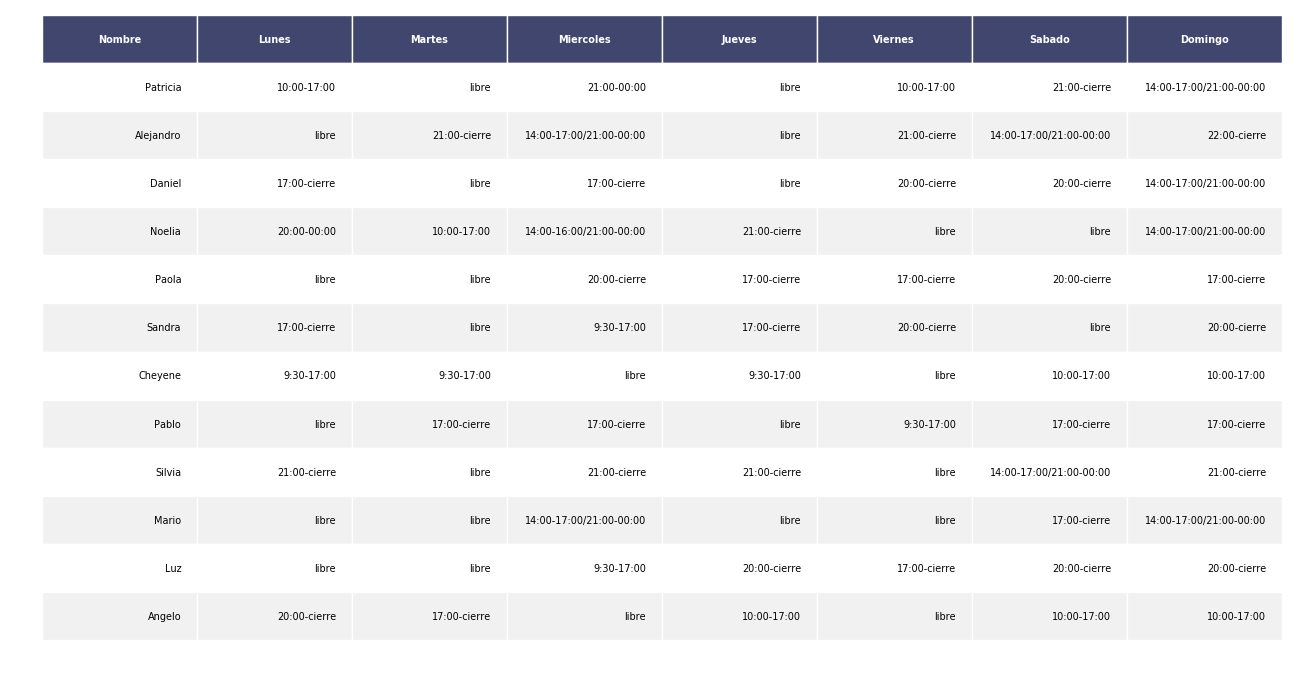 Nombre Lunes Martes Miercoles Jueves Viernes Sabado Domingo
Patricia 10:00-17:00 libre 21:00-00:00 libre 10:00-17:00 21:00-cierre 14:00-17:00/21:00-00:00
Alejandro libre 21:00-cierre 14:00-17:00/21:00-00:00 libre 21:00-cierre 14:00-17:00/21:00-00:00 22:00-cierre
Daniel 17:00-cierre libre 17:00-cierre libre 20:00-cierre 20:00-cierre 14:00-17:00/21:00-00:00
Noelia 20:00-00:00 10:00-17:00 14:00-16:00/21:00-00:00 21:00-cierre libre libre 14:00-17:00/21:00-00:00
Paola libre libre 20:00-cierre 17:00-cierre 17:00-cierre 20:00-cierre 17:00-cierre
Sandra 17:00-cierre libre 9:30-17:00 17:00-cierre 20:00-cierre libre 20:00-cierre
Cheyene 9:30-17:00 9:30-17:00 libre 9:30-17:00 libre 10:00-17:00 10:00-17:00
Pablo libre 17:00-cierre 17:00-cierre libre 9:30-17:00 17:00-cierre 17:00-cierre
Silvia 21:00-cierre libre 21:00-cierre 21:00-cierre libre 14:00-17:00/21:00-00:00 21:00-cierre
Mario libre libre 14:00-17:00/21:00-00:00 libre libre 17:00-cierre 14:00-17:00/21:00-00:00
Luz libre libre 9:30-17:00 20:00-cierre 17:00-cierre 20:00-cierre 20:00-cierre
Angelo 20:00-cierre 17:00-cierre libre 10:00-17:00 libre 10:00-17:00 10:00-17:00